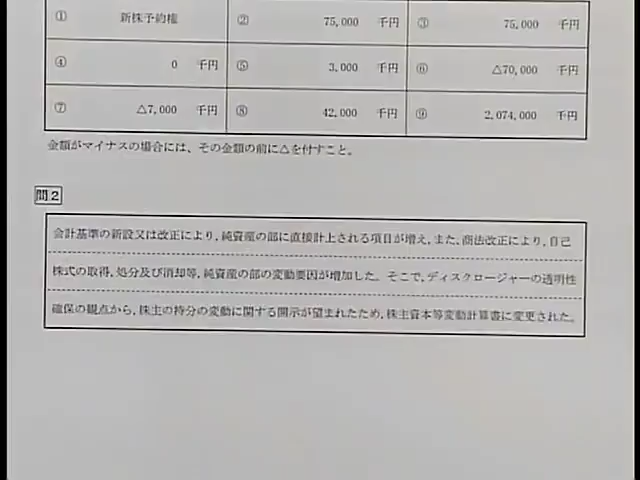 ① 新株予約権 ② 75,000 千円 ③ 75,000 千円
④ 0 千円 ⑤ 3,000 千円 ⑥ △70,000 千円
⑦ △7,000 千円 ⑧ 42,000 千円 ⑨ 2,074,000 千円
金額がマイナスの場合には、その金額の前に△を付すこと。
問2
会計基準の新設又は改正により,純資産の部に直接計上される項目が増え,また,商法改正により,自己
株式の取得,処分及び消却等,純資産の部の変動要因が増加した。そこで,ディスクロージャーの透明性
確保の観点から,株主の持分の変動に関する開示が望まれたため,株主資本等変動計算書に変更された。